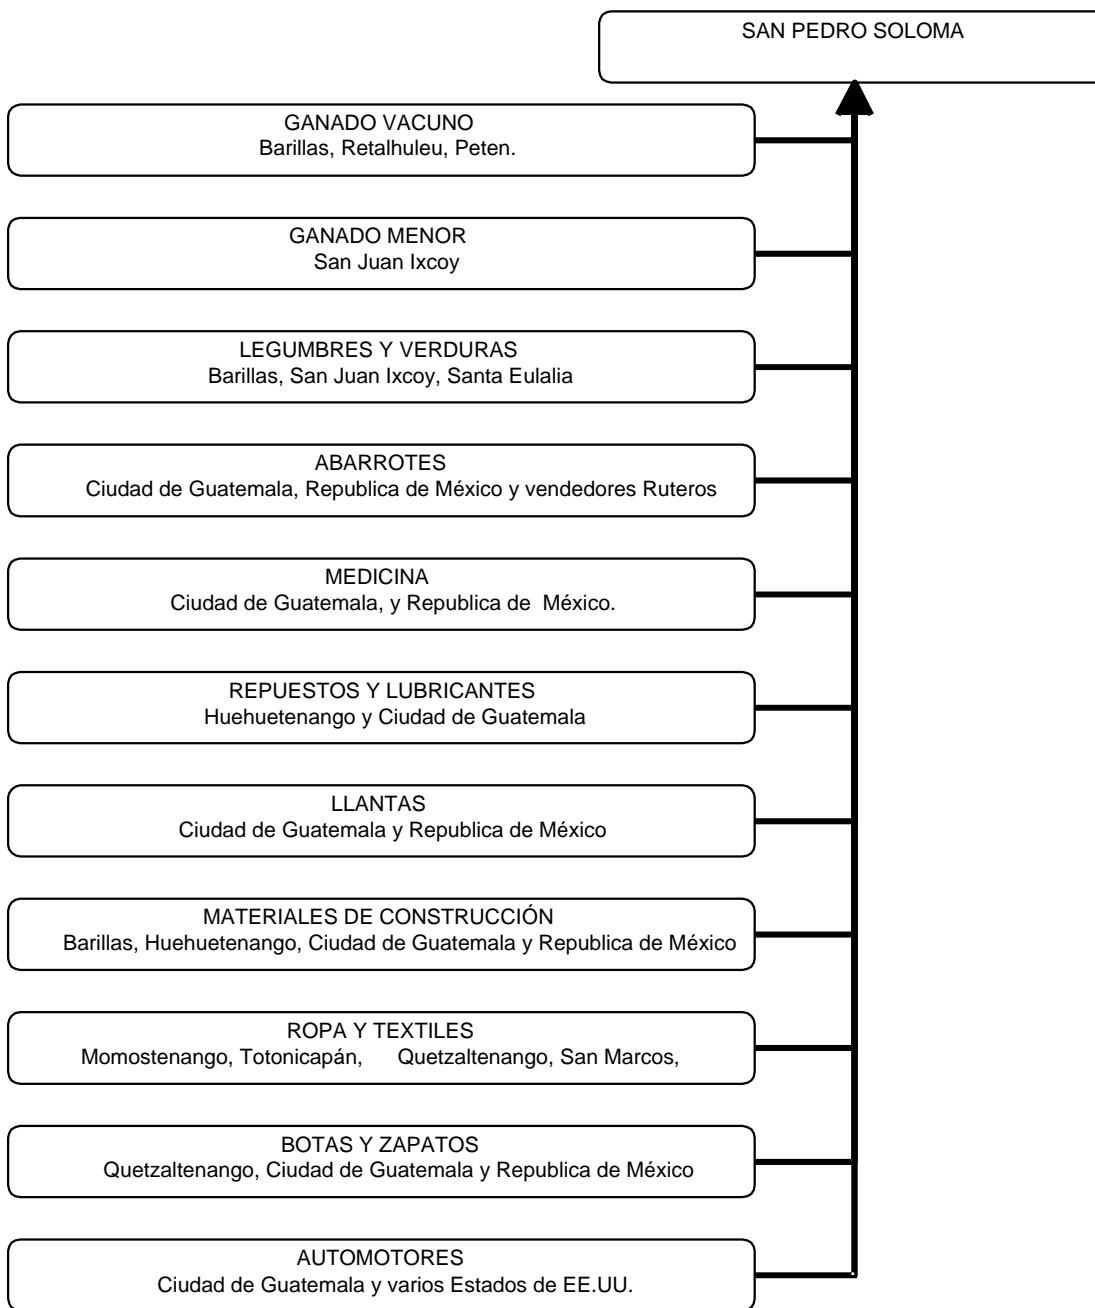 SAN PEDRO SOLOMA
GANADO VACUNO
Barillas, Retalhuleu, Peten.
GANADO MENOR
San Juan Ixcoy
LEGUMBRES Y VERDURAS
Barillas, San Juan Ixcoy, Santa Eulalia
ABARROTES
Ciudad de Guatemala, Republica de México y vendedores Ruteros
MEDICINA
Ciudad de Guatemala, y Republica de México.
REPUESTOS Y LUBRICANTES
Huehuetenango y Ciudad de Guatemala
LLANTAS
Ciudad de Guatemala y Republica de México
MATERIALES DE CONSTRUCCIÓN
Barillas, Huehuetenango, Ciudad de Guatemala y Republica de México
ROPA Y TEXTILES
Momostenango, Totonicapán, Quetzaltenango, San Marcos,
BOTAS Y ZAPATOS
Quetzaltenango, Ciudad de Guatemala y Republica de México
AUTOMOTORES
Ciudad de Guatemala y varios Estados de EE.UU.